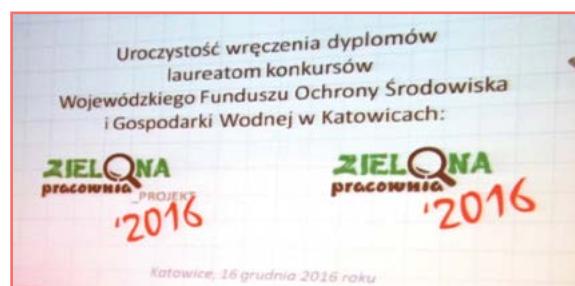 Uroczystość wręczenia dyplomów
laureatom konkursów
Wojewódzkiego Funduszu Ochrony Środowiska
i Gospodarki Wodnej w Katowicach:
ZIELONA
pracownia
_PROJEKT
'2016
ZIELONA
pracownia
'2016
Katowice, 16 grudnia 2016 roku